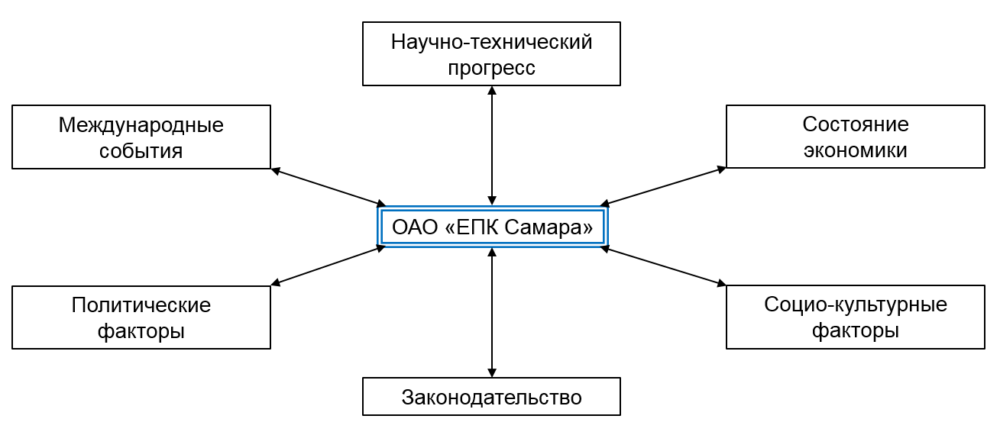 Научно-технический
прогресс
Международные
события
Состояние
экономики
ОАО «ЕПК Самара»
Политические
факторы
Социо-культурные
факторы
Законодательство